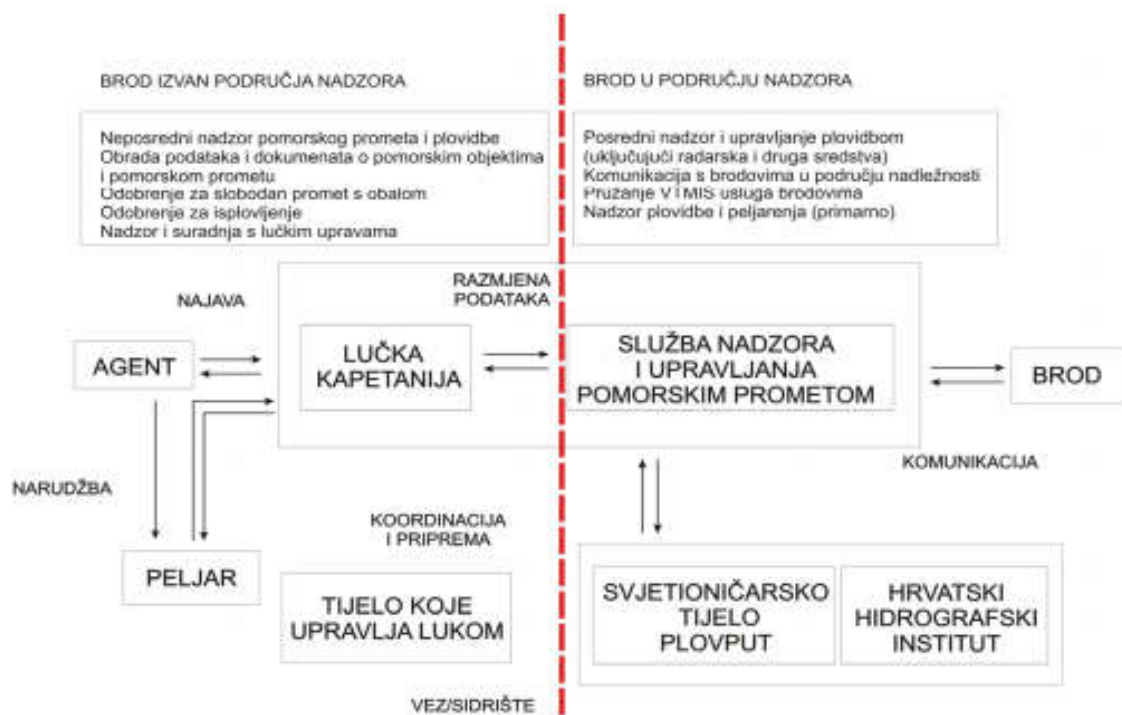 BROD IZVAN PODRUČJA NADZORA
Neposredni nadzor pomorskog prometa i plovidbe
Obrada podataka i dokumenata o pomorskim objektima
i pomorskom prometu
Odobrenje za slobodan promet s obalom
Odobrenje za isplovljenje
Nadzor i suradnja s lučkim upravama
BROD U PODRUČJU NADZORA
Posredni nadzor i upravljanje plovidbom
(uključujući radarska i druga sredstva)
Komunikacija s brodovima u području nadležnosti
Pružanje VTMIS usluga brodovima
Nadzor plovidbe i peljarenja (primarno)
NAJAVA
RAZMJENA
PODATAKA
AGENT
LUČKA
KAPETANIJA
SLUŽBA NADZORA
I UPRAVLJANJA
POMORSKIM PROMETOM
BROD
NARUDŽBA
KOMUNIKACIJA
KOORDINACIJA
I PRIPREMA
PELJAR
TIJELO KOJE
UPRAVLJA LUKOM
SVJETIONIČARSKO
TIJELO
PLOVPUT
HRVATSKI
HIDROGRAFSKI
INSTITUT
VEZ/SIDRIŠTE